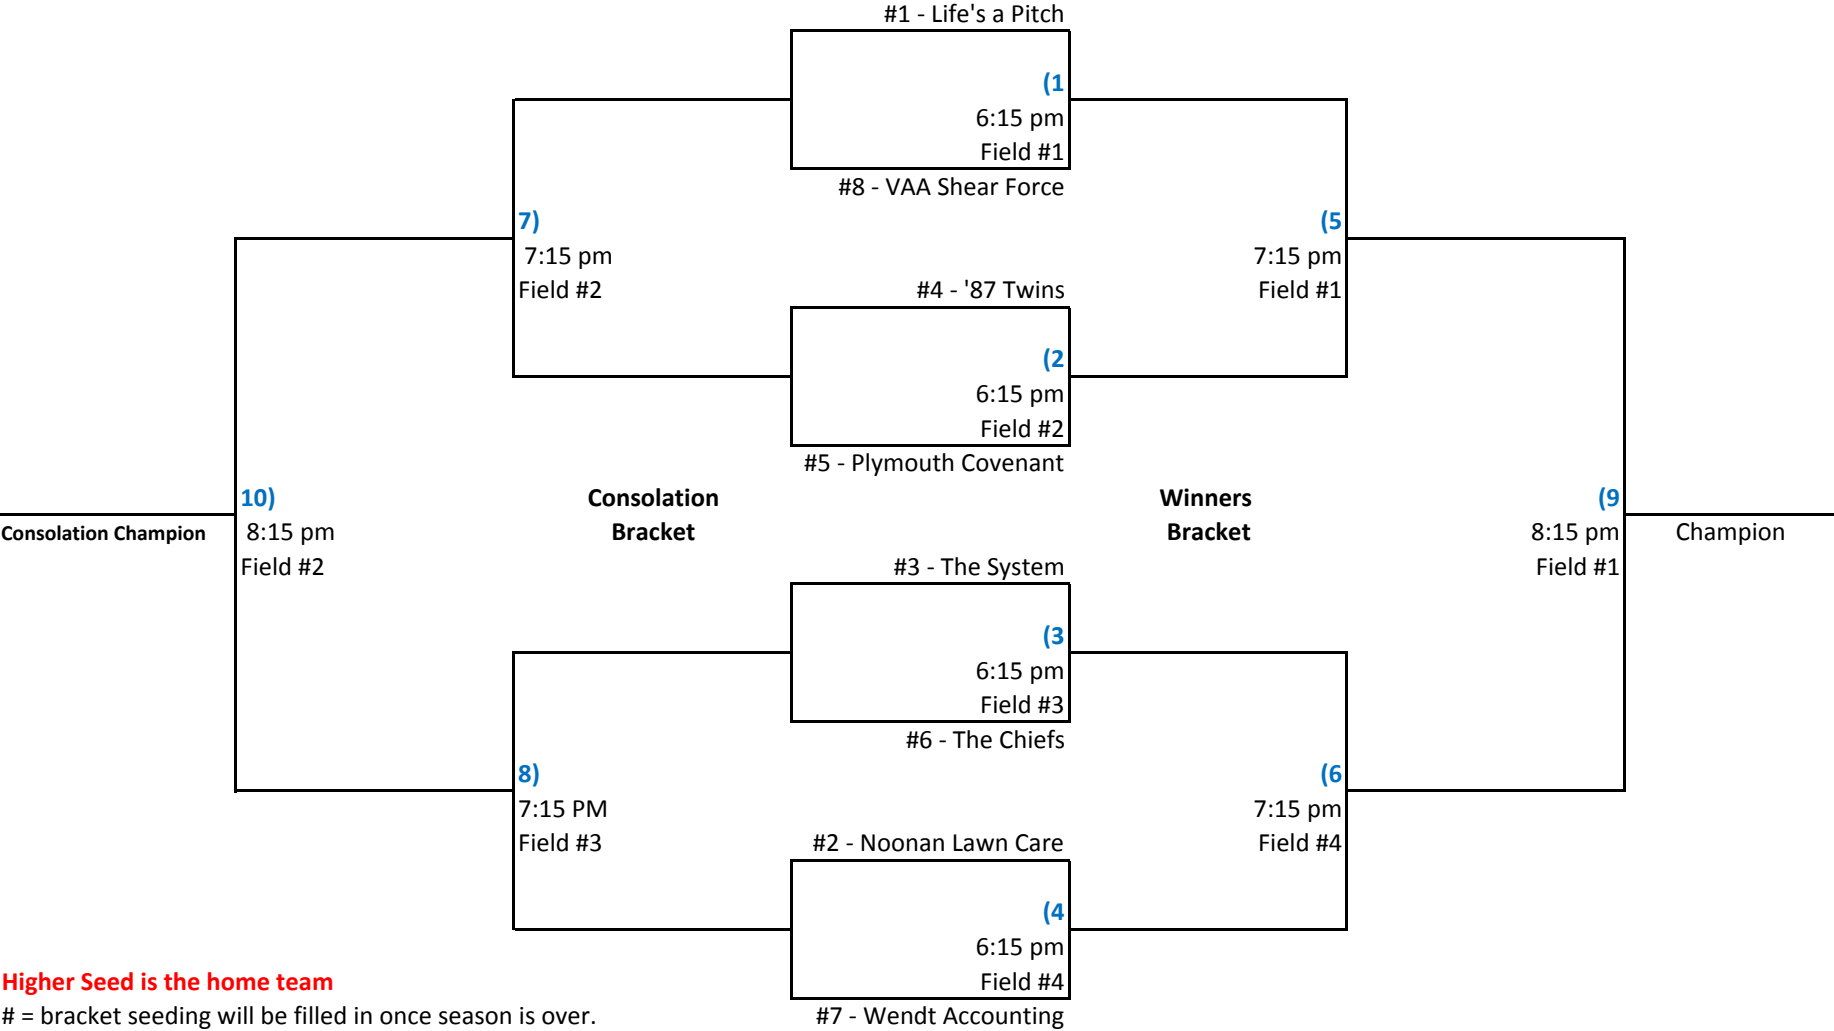 #1 - Life's a Pitch
(1
6:15 pm
Field #1
#8 - VAA Shear Force
7)
(5
7:15 pm
7:15 pm
Field #2
#4 - '87 Twins
Field #1
(2
6:15 pm
Field #2
#5 - Plymouth Covenant
10)
Consolation
Winners
(9
Consolation Champion
8:15 pm
Bracket
Bracket
8:15 pm
Champion
Field #2
#3 - The System
Field #1
(3
6:15 pm
Field #3
#6 - The Chiefs
8)
(6
7:15 PM
7:15 pm
Field #3
#2 - Noonan Lawn Care
Field #4
(4
6:15 pm
Higher Seed is the home team
Field #4
# = bracket seeding will be filled in once season is over.
#7 - Wendt Accounting